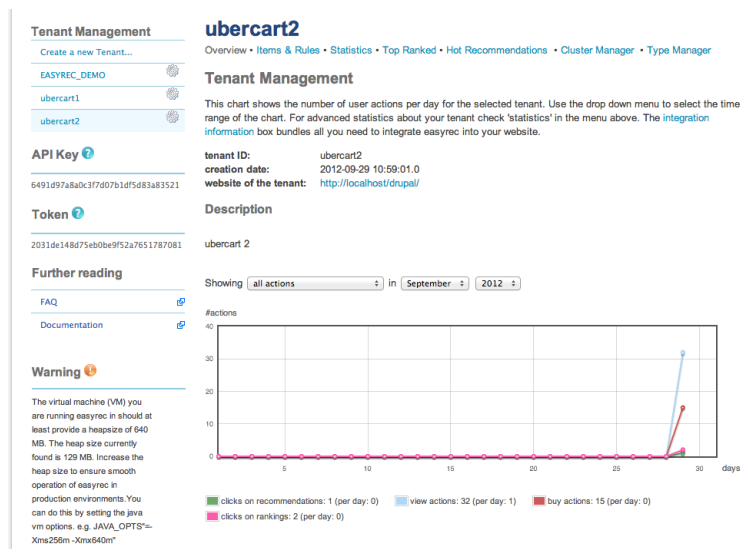 Tenant Management
Create a new Tenant...
EASYREC_DEMO
ubercart1
ubercart2
API Key ?
6491d97a8a0c3f7d07b1df5d83a83521
Token ?
2031de148d75eb0be9f52a7651787081
Further reading
FAQ
Documentation
Warning !
The virtual machine (VM) you
are running easyrec in should at
least provide a heapsize of 640
MB. The heap size currently
found is 129 MB. Increase the
heap size to ensure smooth
operation of easyrec in
production environments.You
can do this by setting the java
vm options. e.g. JAVA_OPTS"=-
Xms256m -Xmx640m"
ubercart2
Overview • Items & Rules • Statistics • Top Ranked • Hot Recommendations • Cluster Manager • Type Manager
Tenant Management
This chart shows the number of user actions per day for the selected tenant. Use the drop down menu to select the time
range of the chart. For advanced statistics about your tenant check 'statistics' in the menu above. The integration
information box bundles all you need to integrate easyrec into your website.
tenant ID: ubercart2
creation date: 2012-09-29 10:59:01.0
website of the tenant: http://localhost/drupal/
Description
ubercart 2
Showing all actions in September 2012
#actions
40
30
20
10
0
5 10 15 20 25 30 days
clicks on recommendations: 1 (per day: 0) view actions: 32 (per day: 1) buy actions: 15 (per day: 0)
clicks on rankings: 2 (per day: 0)